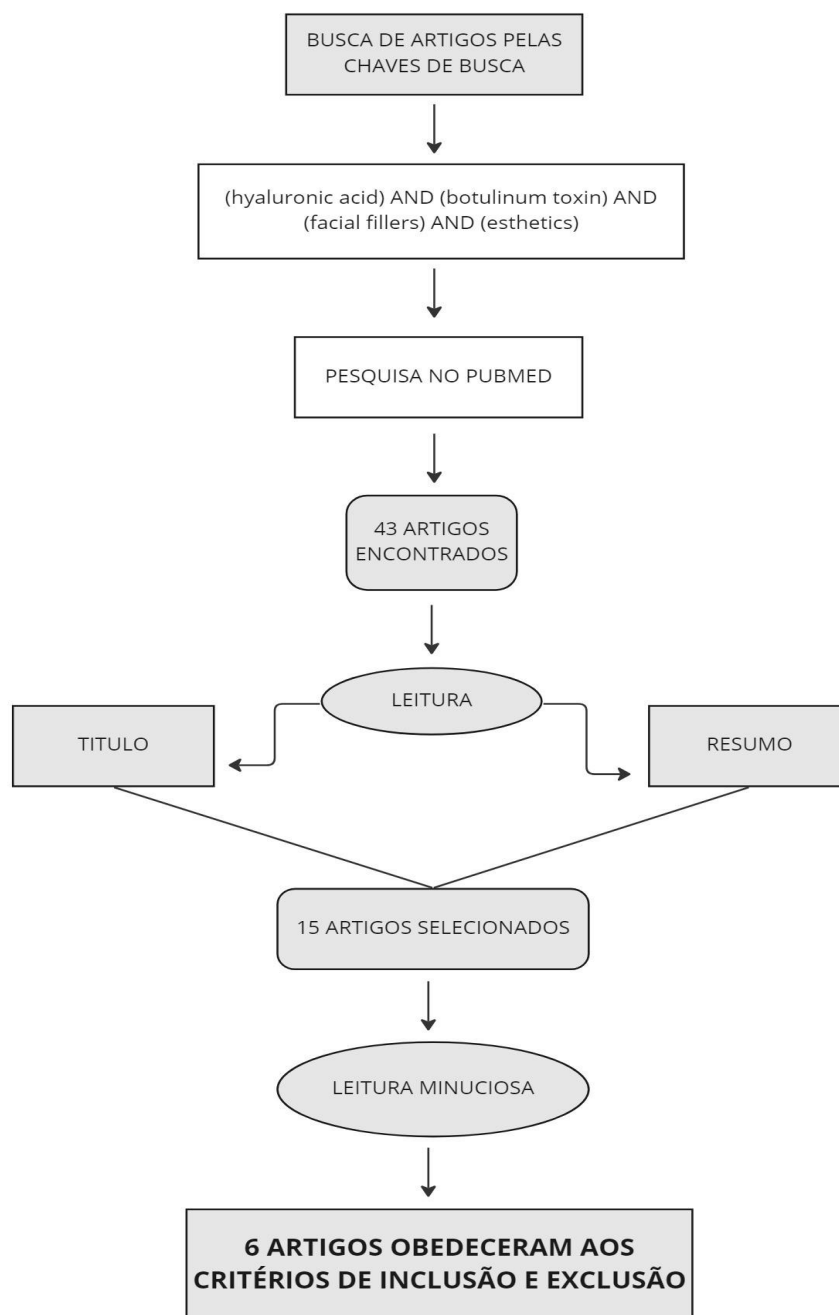 BUSCA DE ARTIGOS PELAS
CHAVES DE BUSCA
(hyaluronic acid) AND (botulinum toxin) AND
(facial fillers) AND (esthetics)
PESQUISA NO PUBMED
43 ARTIGOS
ENCONTRADOS
LEITURA
TITULO
RESUMO
15 ARTIGOS SELECIONADOS
LEITURA MINUCIOSA
6 ARTIGOS OBEDECERAM AOS
CRITÉRIOS DE INCLUSÃO E EXCLUSÃO